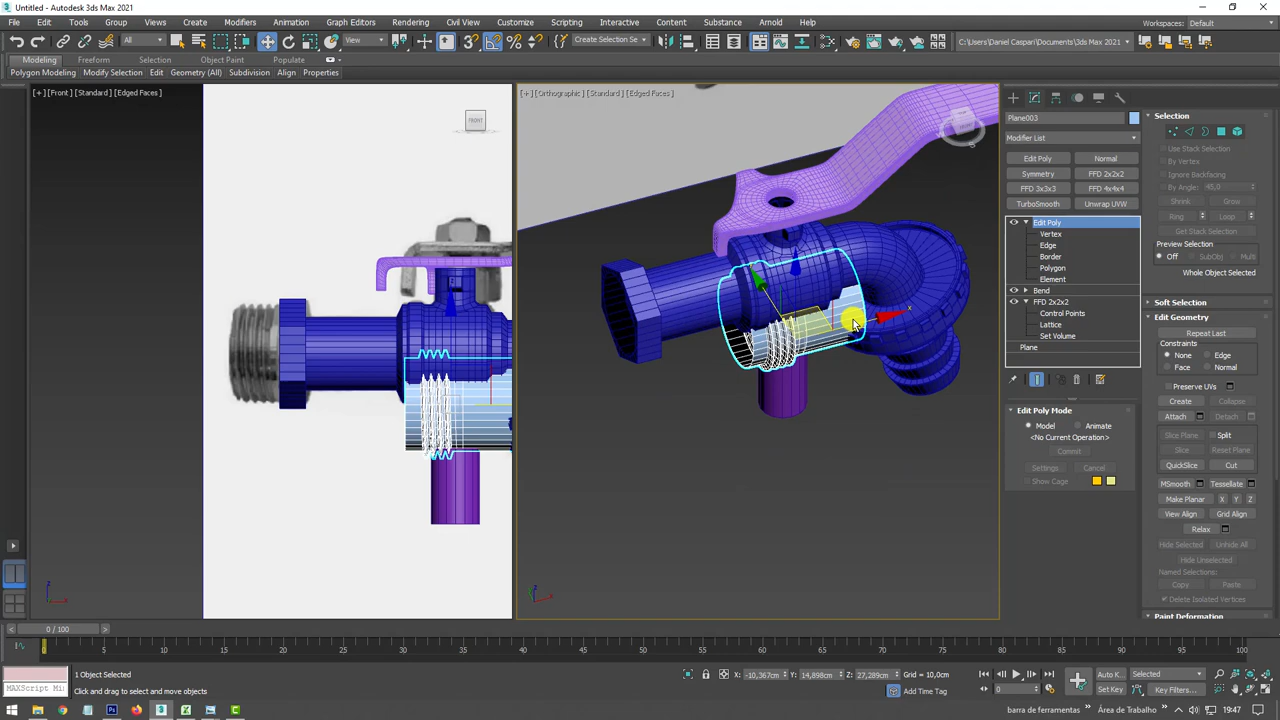 Untitled - Autodesk 3ds Max 2021
File Edit Tools Group Views Create Modifiers Animation Graph Editors Rendering Civil View Customize Scripting Interactive Content Substance Arnold Help
Workspaces: Default
All View Create Selection Se C:\Users\Daniel Caspari\Documents\3ds Max 2021
Modeling Freeform Selection Object Paint Populate
Polygon Modeling Modify Selection Edit Geometry (All) Subdivision Align Properties
[+] [Front] [Standard] [Edged Faces]
[+] [Orthographic] [Standard] [Edged Faces]
FRONT
x
Plane003
Modifier List
Edit Poly Normal
Symmetry FFD 2x2x2
FFD 3x3x3 FFD 4x4x4
TurboSmooth Unwrap UVW
Edit Poly
Vertex
Edge
Border
Polygon
Element
Bend
FFD 2x2x2
Control Points
Lattice
Set Volume
Plane
Edit Poly Mode
Model Animate
<No Current Operation>
Commit
Settings Cancel
Show Cage
Selection
Use Stack Selection
By Vertex
Ignore Backfacing
By Angle: 45,0
Shrink Grow
Ring Loop
Get Stack Selection
Preview Selection
Off SubObj Multi
Whole Object Selected
Soft Selection
Edit Geometry
Repeat Last
Constraints
None Edge
Face Normal
Preserve UVs
Create Collapse
Attach Detach
Slice Plane Split
Slice Reset Plane
QuickSlice Cut
MSmooth Tessellate
Make Planar X Y Z
View Align Grid Align
Relax
Hide Selected Unhide All
Hide Unselected
Named Selections:
Copy Paste
Delete Isolated Vertices
Paint Deformation
0 / 100
0 5 10 15 20 25 30 35 40 45 50 55 60 65 70 75 80 85 90 95 100
MAXScript Mi
1 Object Selected
Click and drag to select and move objects
X: -10,367cm Y: 14,898cm Z: 27,289cm Grid = 10,0cm
Add Time Tag
0
Auto K... Selected
Set Key Key Filters...
barra de ferramentas Área de Trabalho 19:47